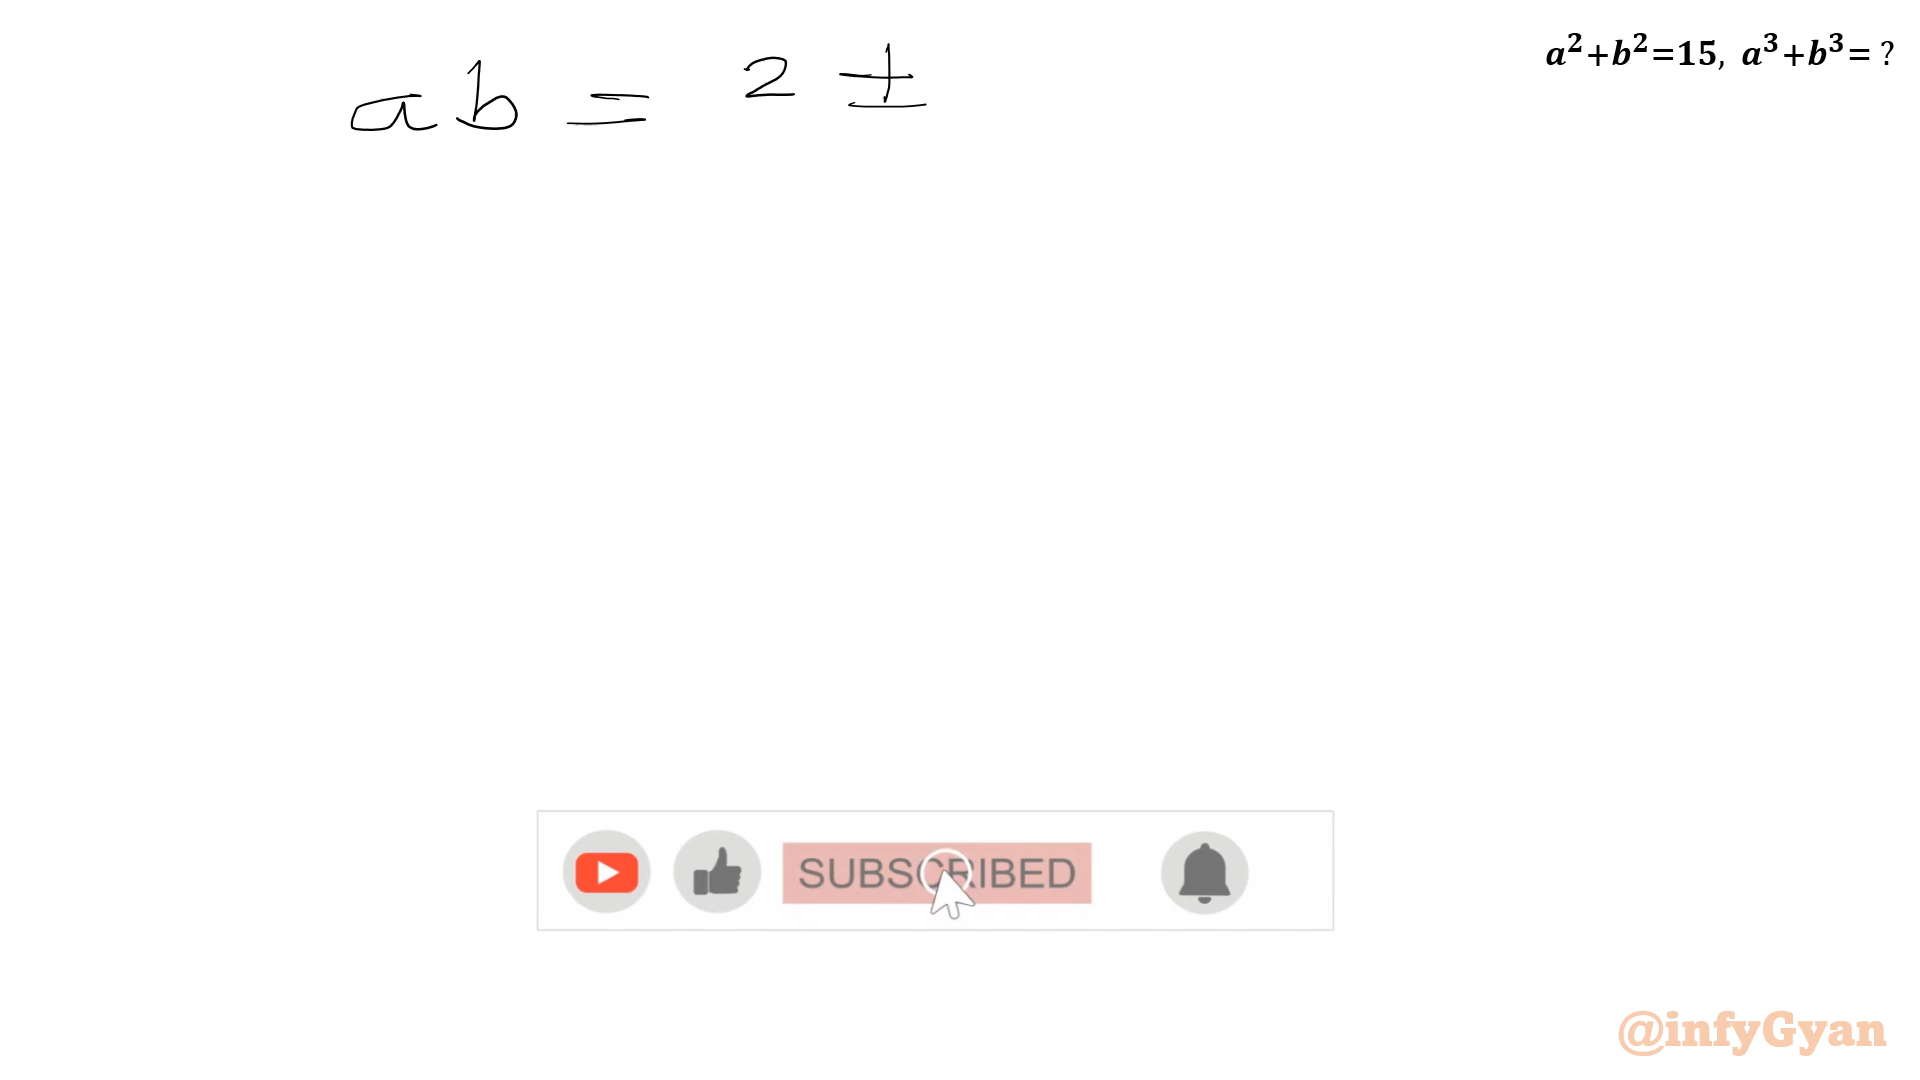 a²+b²=15, a³+b³= ?
ab = 2 ±
SUBSCRIBED
@infyGyan